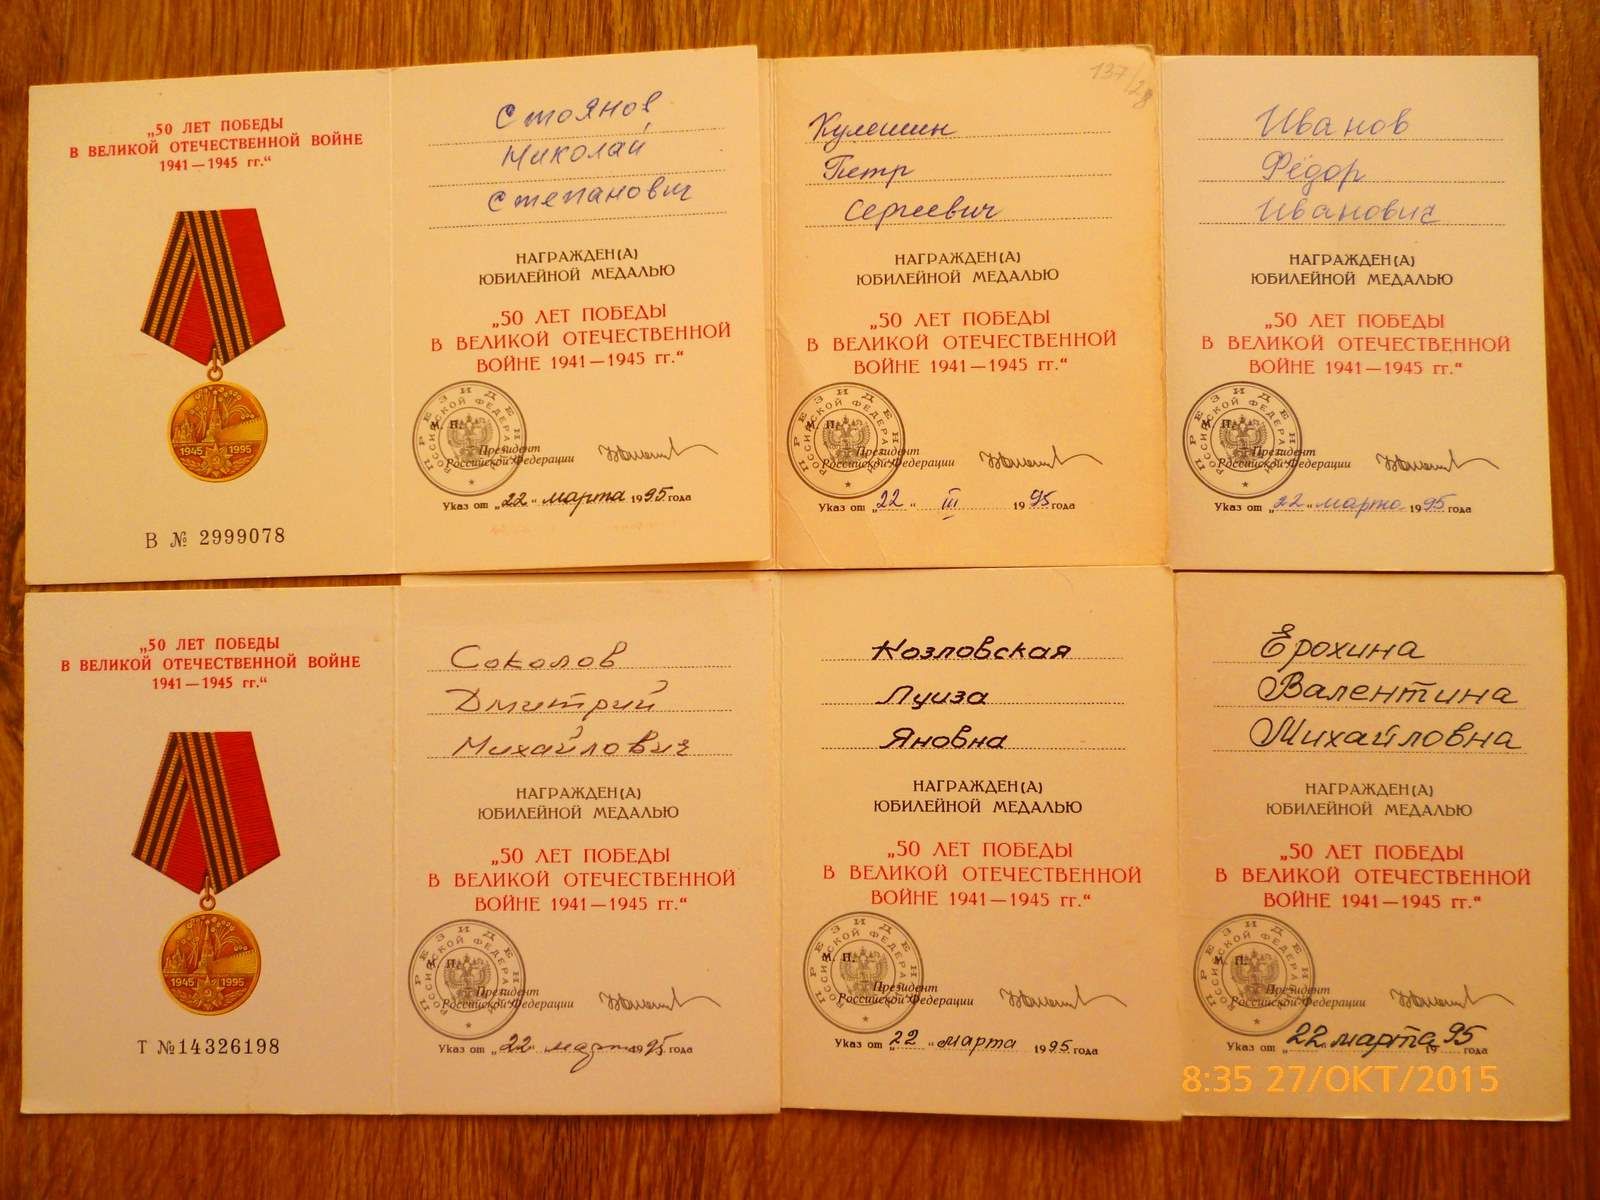 „50 ЛЕТ ПОБЕДЫ
В ВЕЛИКОЙ ОТЕЧЕСТВЕННОЙ ВОЙНЕ
1941—1945 гг.“
1945 1995
В № 2999078
Стоянов
Николай
Степанович
НАГРАЖДЕН(А)
ЮБИЛЕЙНОЙ МЕДАЛЬЮ
„50 ЛЕТ ПОБЕДЫ
В ВЕЛИКОЙ ОТЕЧЕСТВЕННОЙ
ВОЙНЕ 1941—1945 гг.“
М. П.
Президент
Российской Федерации
Указ от „22“ марта 1995 года
137/28
Кулешин
Петр
Сергеевич
НАГРАЖДЕН(А)
ЮБИЛЕЙНОЙ МЕДАЛЬЮ
„50 ЛЕТ ПОБЕДЫ
В ВЕЛИКОЙ ОТЕЧЕСТВЕННОЙ
ВОЙНЕ 1941—1945 гг.“
М. П.
Президент
Российской Федерации
Указ от „22“ III 1995 года
Иванов
Фёдор
Иванович
НАГРАЖДЕН(А)
ЮБИЛЕЙНОЙ МЕДАЛЬЮ
„50 ЛЕТ ПОБЕДЫ
В ВЕЛИКОЙ ОТЕЧЕСТВЕННОЙ
ВОЙНЕ 1941—1945 гг.“
М. П.
Президент
Российской Федерации
Указ от „22“ марта 1995 года
„50 ЛЕТ ПОБЕДЫ
В ВЕЛИКОЙ ОТЕЧЕСТВЕННОЙ ВОЙНЕ
1941—1945 гг.“
1945 1995
Т №14326198
Соколов
Дмитрий
Михайлович
НАГРАЖДЕН(А)
ЮБИЛЕЙНОЙ МЕДАЛЬЮ
„50 ЛЕТ ПОБЕДЫ
В ВЕЛИКОЙ ОТЕЧЕСТВЕННОЙ
ВОЙНЕ 1941—1945 гг.“
М. П.
Президент
Российской Федерации
Указ от „22“ март 1995 года
Козловская
Луиза
Яновна
НАГРАЖДЕН(А)
ЮБИЛЕЙНОЙ МЕДАЛЬЮ
„50 ЛЕТ ПОБЕДЫ
В ВЕЛИКОЙ ОТЕЧЕСТВЕННОЙ
ВОЙНЕ 1941—1945 гг.“
М. П.
Президент
Российской Федерации
Указ от „22“ марта 1995 года
Ерохина
Валентина
Михайловна
НАГРАЖДЕН(А)
ЮБИЛЕЙНОЙ МЕДАЛЬЮ
„50 ЛЕТ ПОБЕДЫ
В ВЕЛИКОЙ ОТЕЧЕСТВЕННОЙ
ВОЙНЕ 1941—1945 гг.“
М. П.
Президент
Российской Федерации
Указ от „22“ марта 1995 года
8:35 27/ОКТ/2015